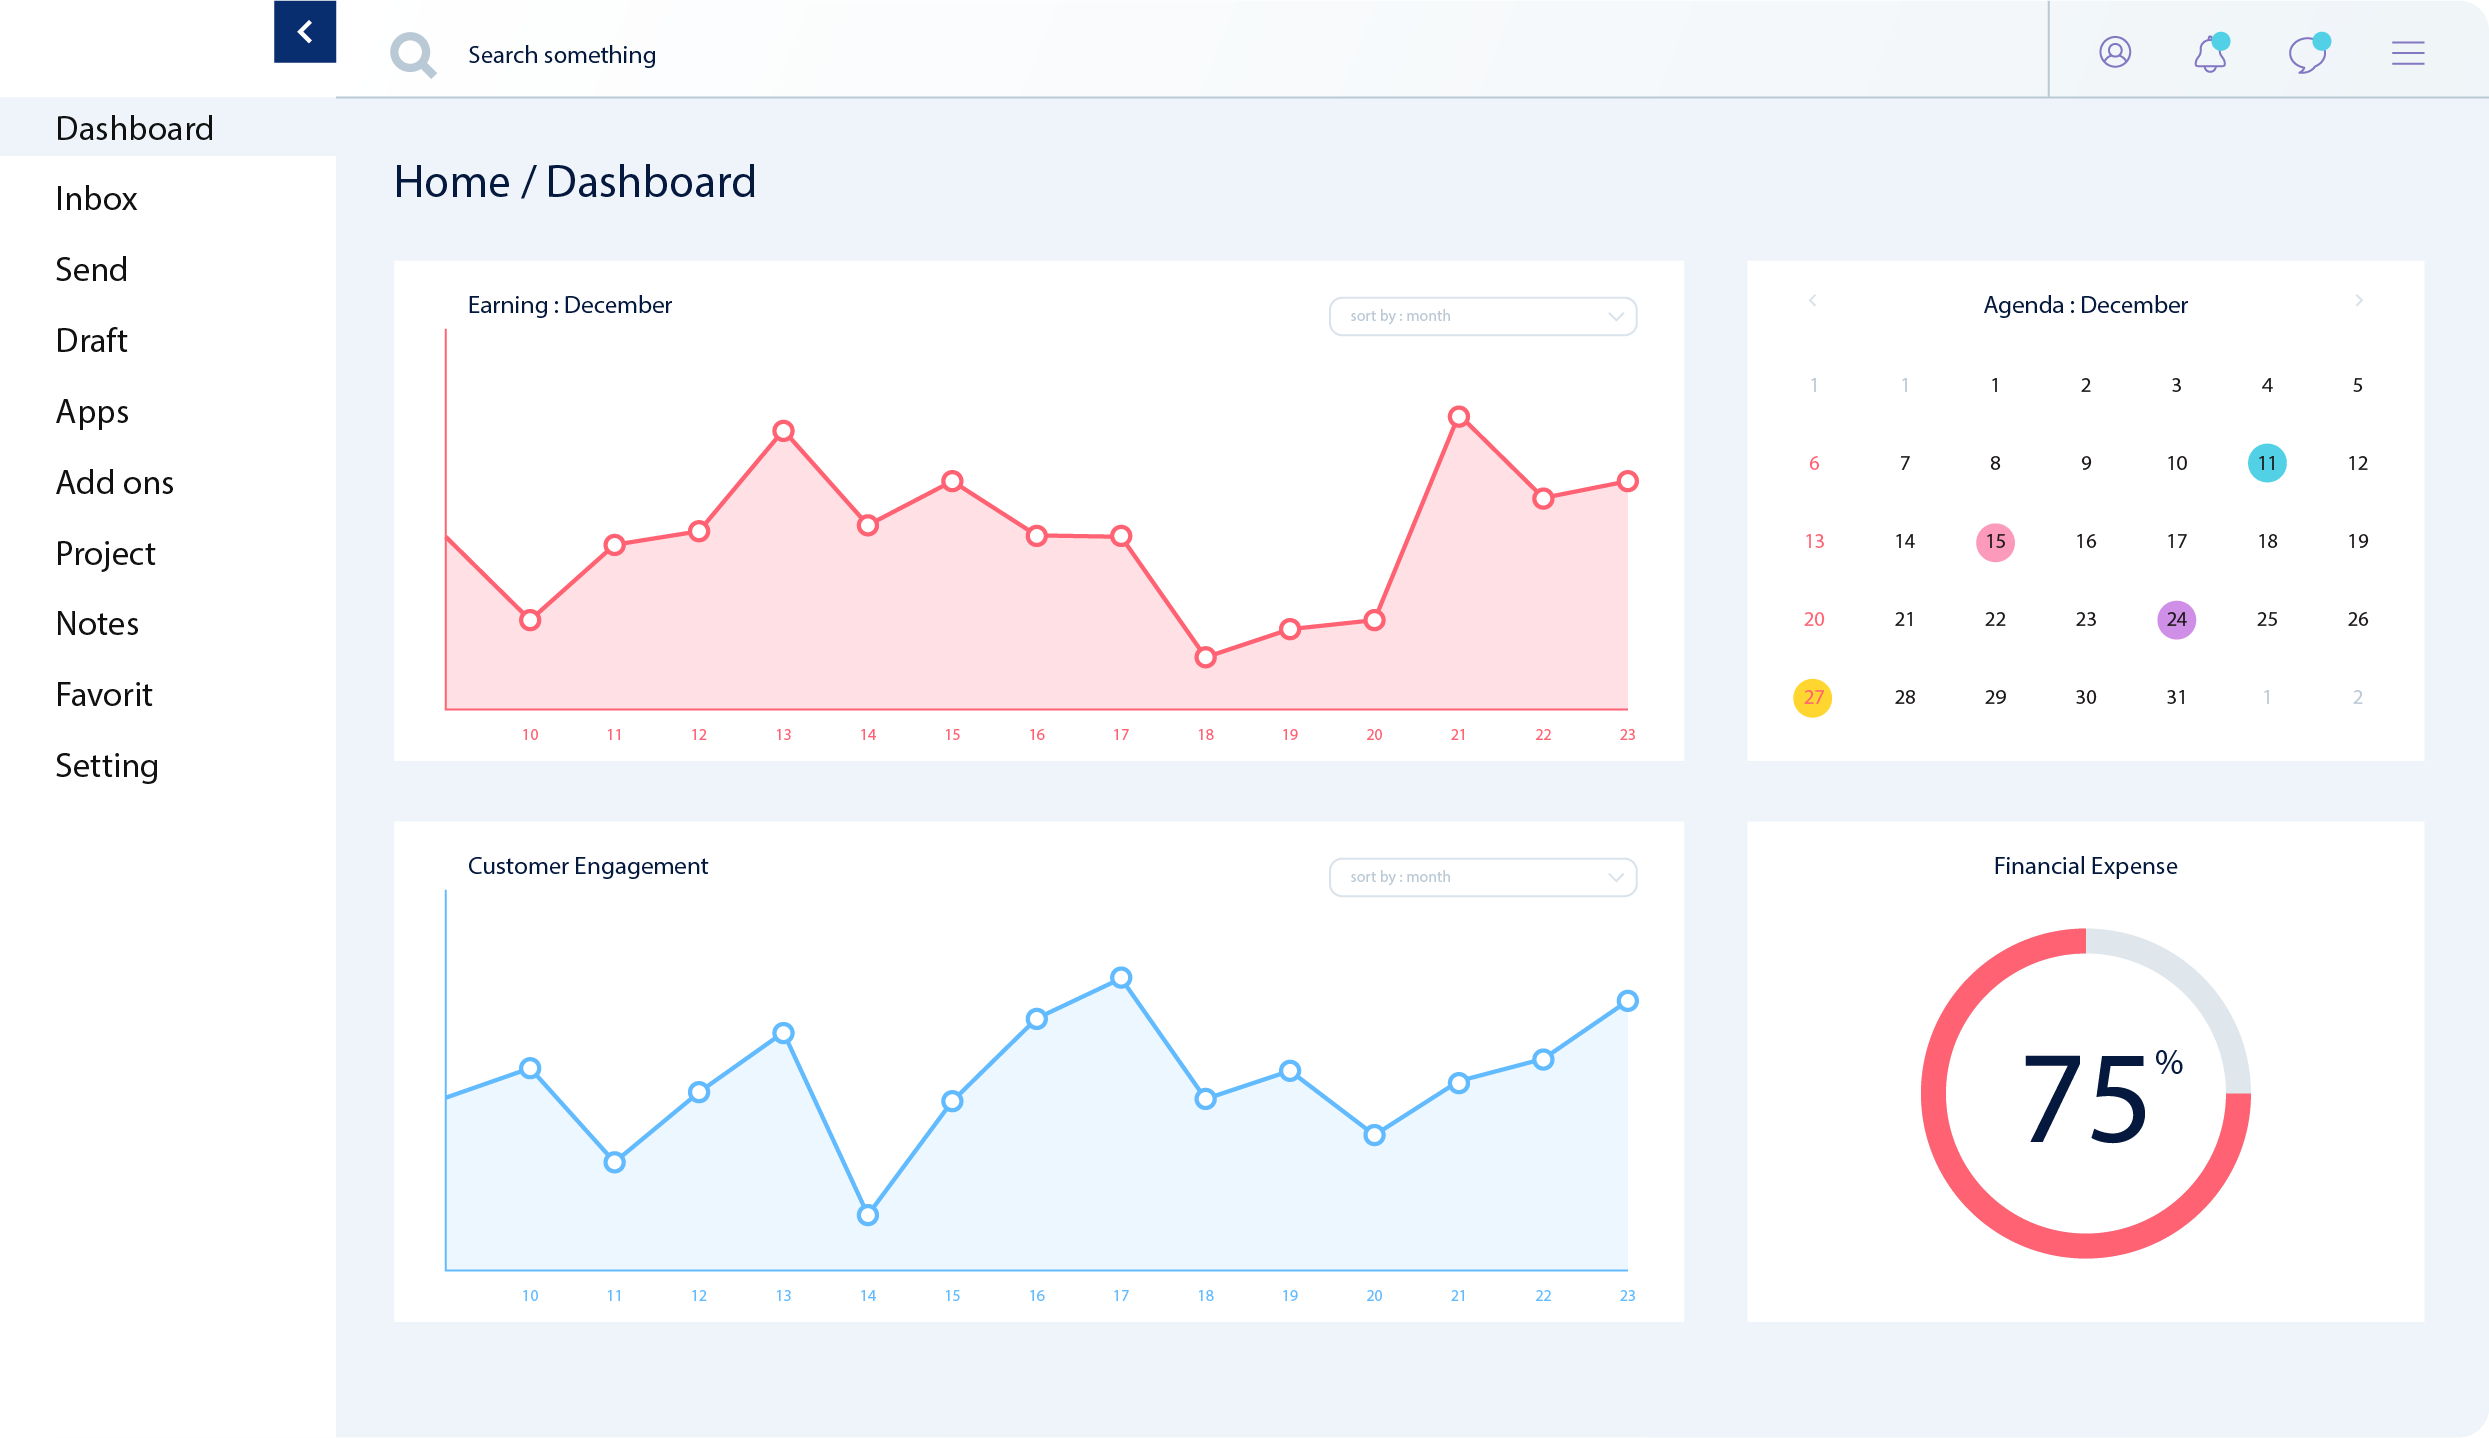 Search something
Dashboard
Inbox
Send
Draft
Apps
Add ons
Project
Notes
Favorit
Setting
Home / Dashboard
Earning : December
sort by : month
10 11 12 13 14 15 16 17 18 19 20 21 22 23
Agenda : December
1 1 1 2 3 4 5
6 7 8 9 10 11 12
13 14 15 16 17 18 19
20 21 22 23 24 25 26
27 28 29 30 31 1 2
Customer Engagement
sort by : month
10 11 12 13 14 15 16 17 18 19 20 21 22 23
Financial Expense
75%